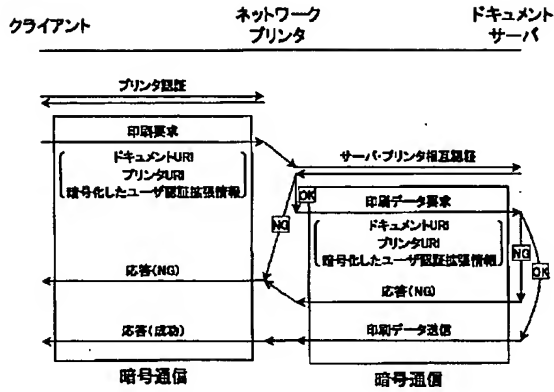 クライアント
ネットワーク
プリンタ
ドキュメント
サーバ
プリンタ認証
印刷要求
ドキュメントURI
プリンタURI
暗号化したユーザ認証拡張情報
サーバ・プリンタ相互認証
OK
NG
印刷データ要求
ドキュメントURI
プリンタURI
暗号化したユーザ認証拡張情報
NG
OK
応答(NG)
応答(NG)
応答(成功)
印刷データ送信
暗号通信
暗号通信